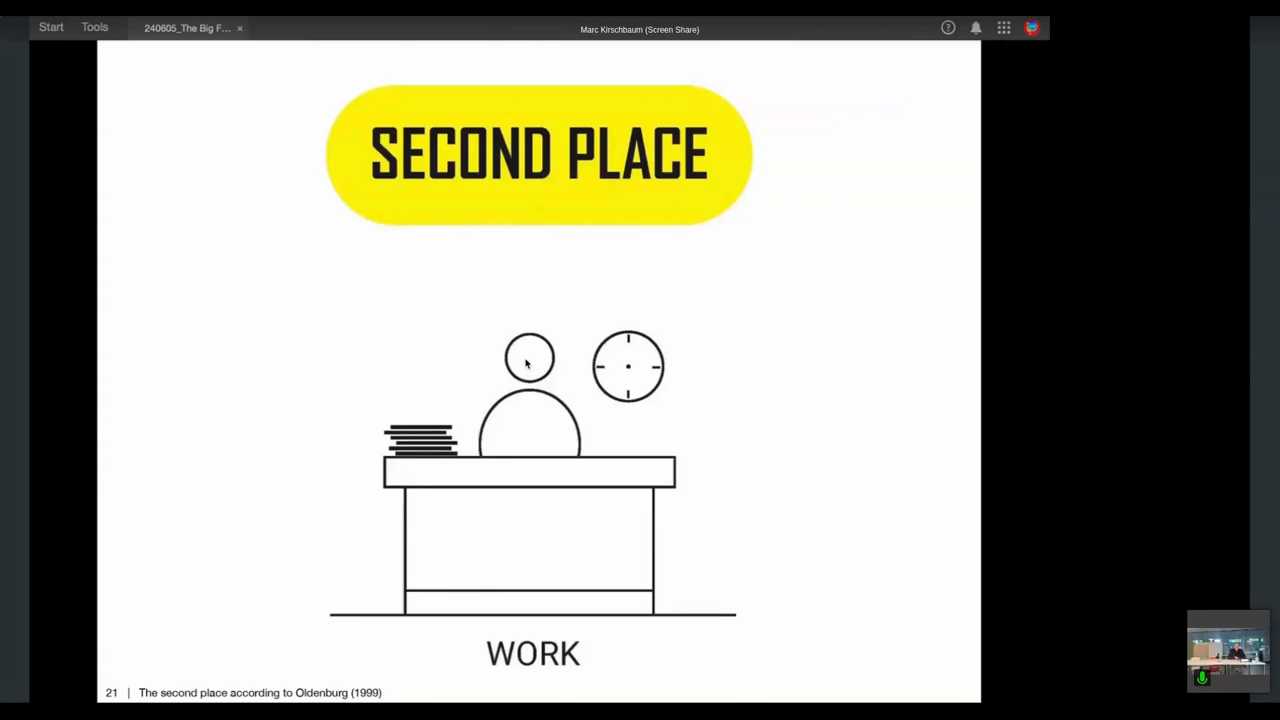 Start Tools 240605_The Big F... × Marc Kirschbaum (Screen Share)
SECOND PLACE
WORK
21 | The second place according to Oldenburg (1999)